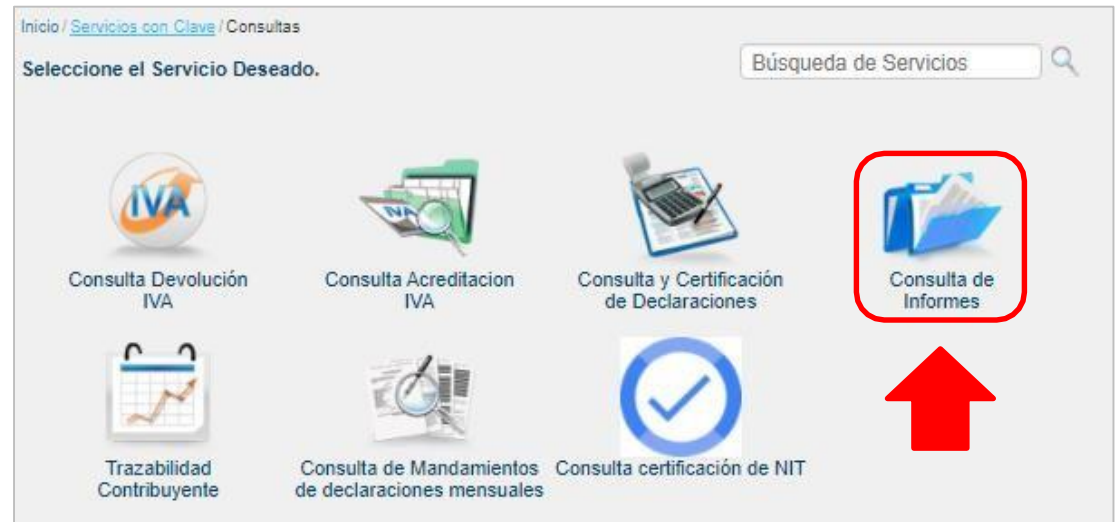 Inicio / Servicios con Clave / Consultas
Seleccione el Servicio Deseado.
Búsqueda de Servicios
IVA
IVA
Consulta Devolución
IVA
Consulta Acreditacion
IVA
Consulta y Certificación
de Declaraciones
Consulta de
Informes
Trazabilidad
Contribuyente
Consulta de Mandamientos
de declaraciones mensuales
Consulta certificación de NIT